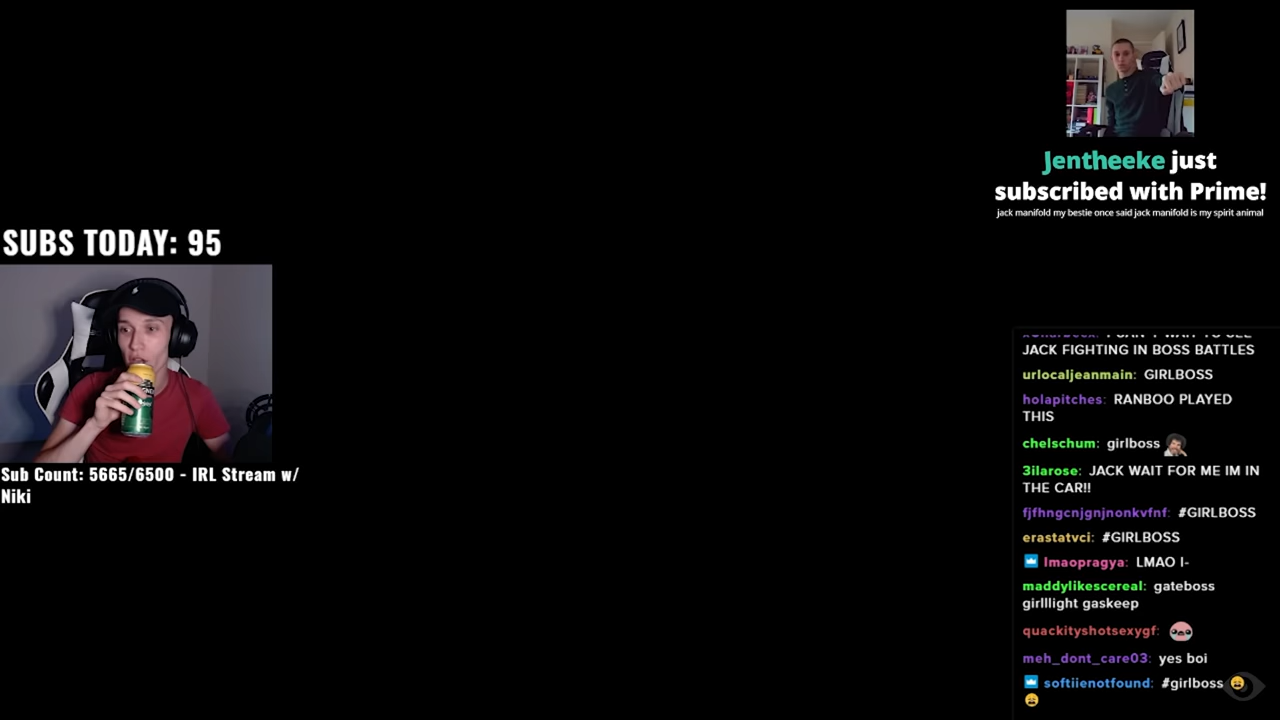 Jentheeke just
subscribed with Prime!
jack manifold my bestie once said jack manifold is my spirit animal
SUBS TODAY: 95
Sub Count: 5665/6500 - IRL Stream w/
Niki
JACK FIGHTING IN BOSS BATTLES
urlocaljeanmain: GIRLBOSS
holapitches: RANBOO PLAYED
THIS
chelschum: girlboss
3ilarose: JACK WAIT FOR ME IM IN
THE CAR!!
fjfhngcnjgnjnonkvfnf: #GIRLBOSS
erastatvci: #GIRLBOSS
lmaopragya: LMAO I-
maddylikescereal: gateboss
girlllight gaskeep
quackityshotsexygf:
meh_dont_care03: yes boi
softiienotfound: #girlboss